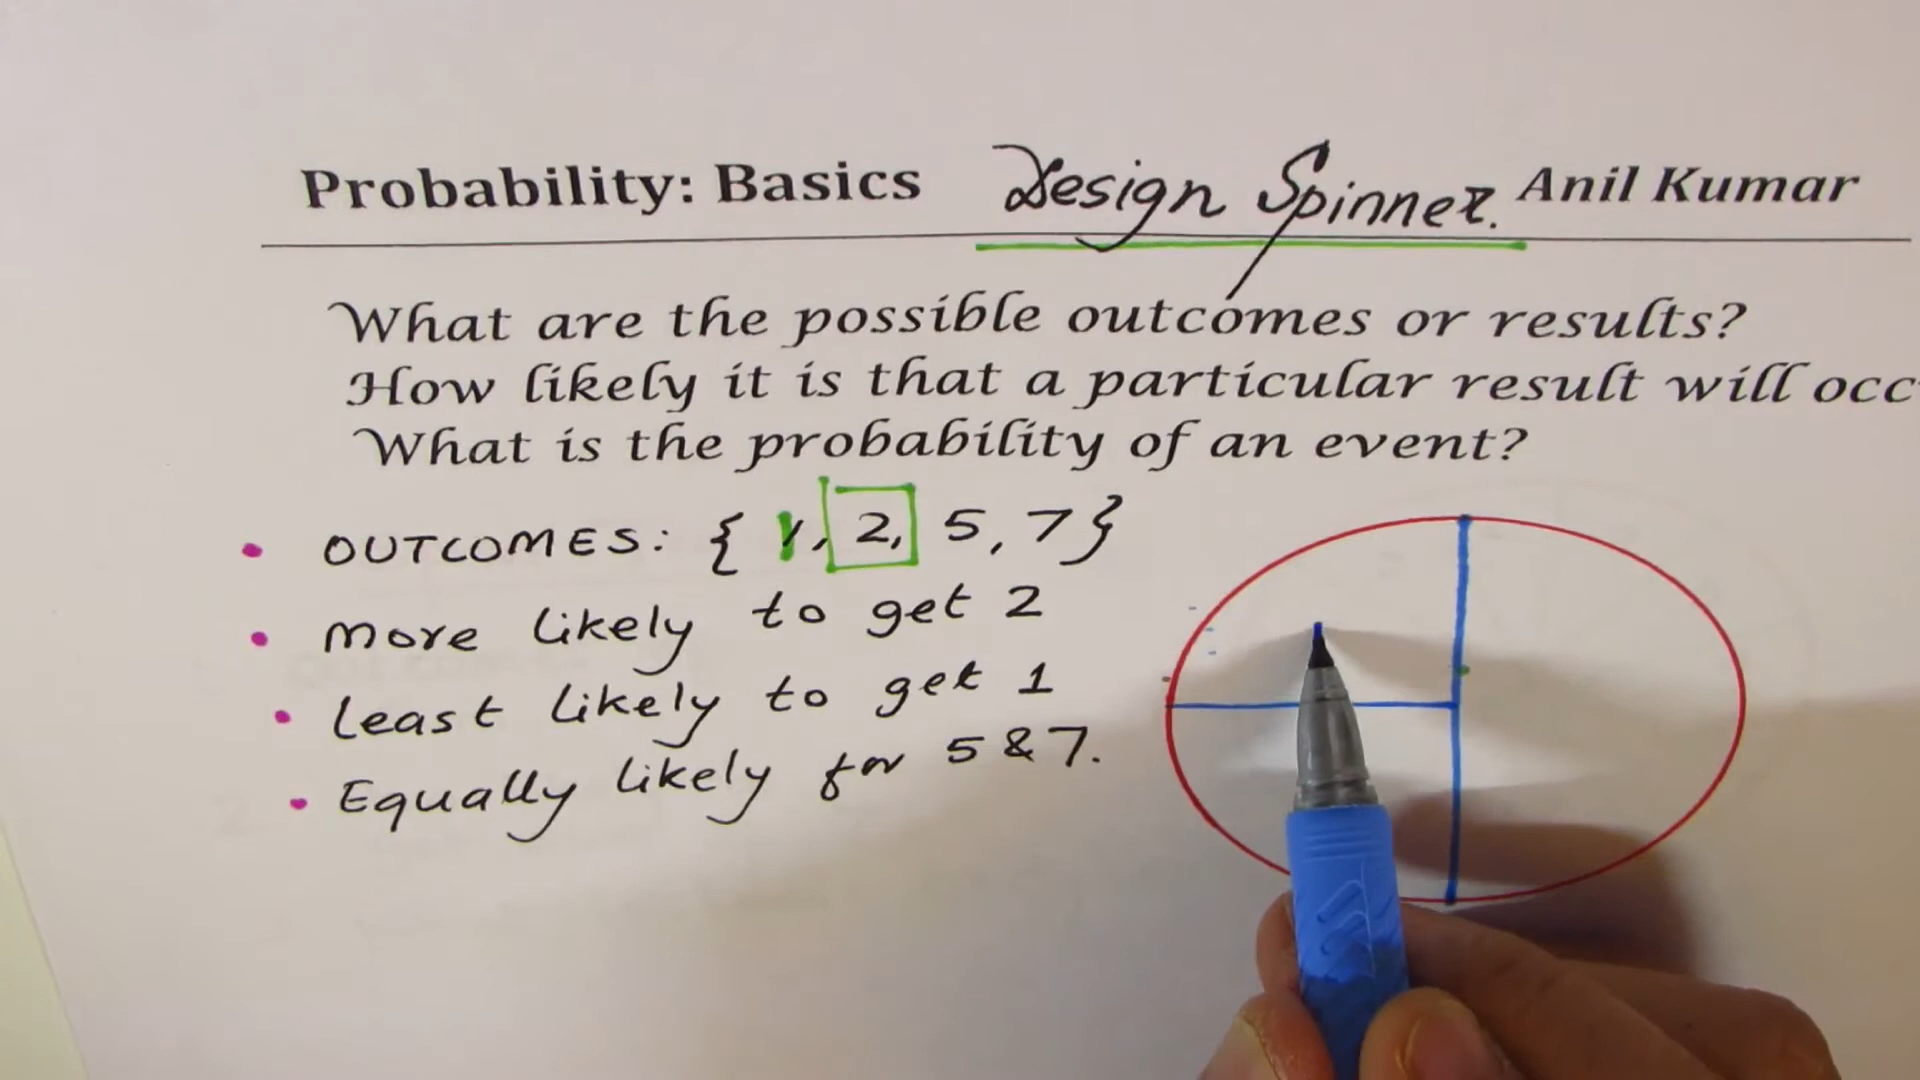 Probability: Basics Design Spinner. Anil Kumar
What are the possible outcomes or results?
How likely it is that a particular result will occ
What is the probability of an event?
• OUTCOMES: { 1, 2, 5, 7}
• More likely to get 2
• Least likely to get 1
• Equally likely for 5 & 7.